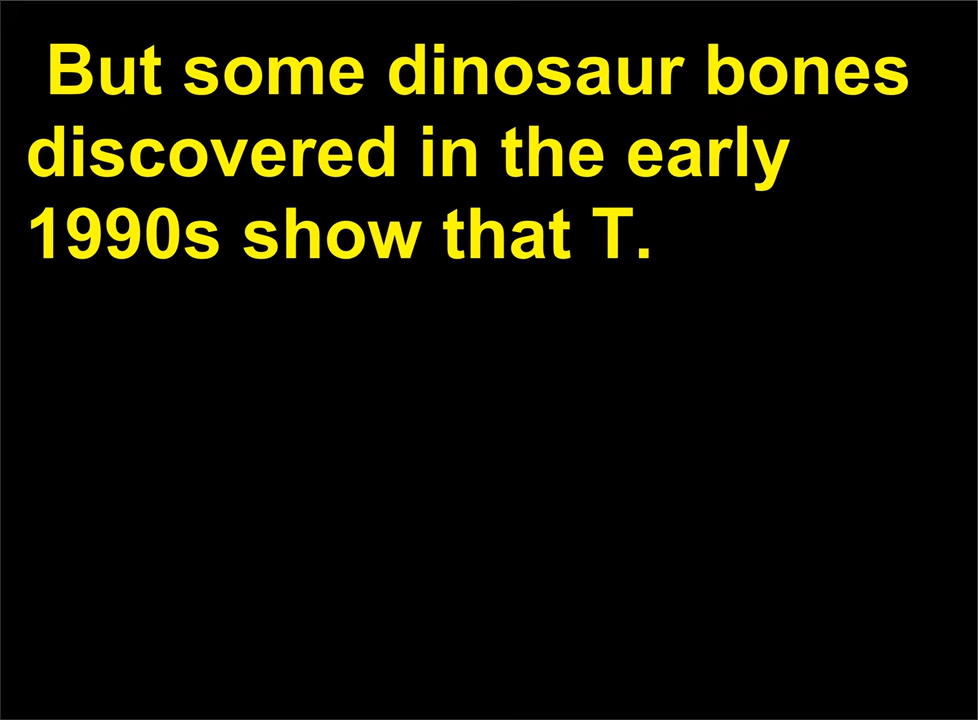 But some dinosaur bones
discovered in the early
1990s show that T.